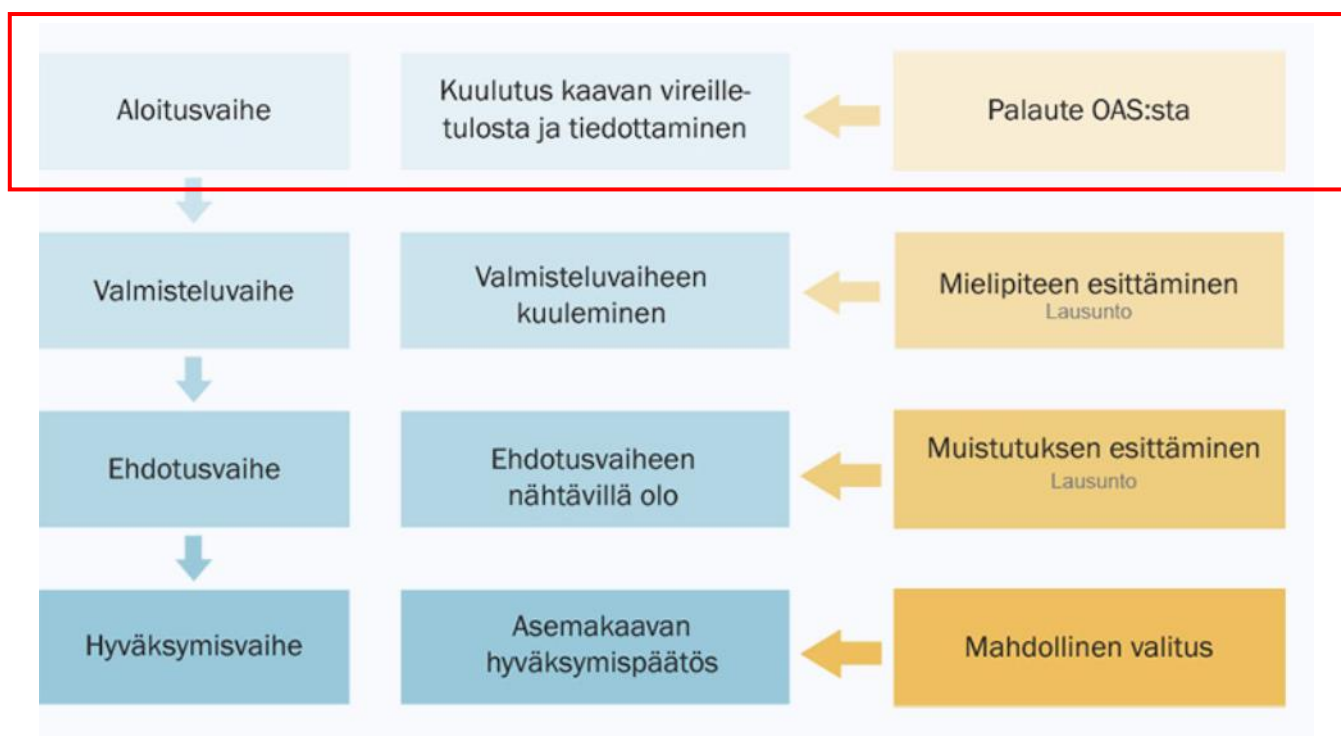 Aloitusvaihe
Kuulutus kaavan vireille-
tulosta ja tiedottaminen
Palaute OAS:sta
Valmisteluvaihe
Valmisteluvaiheen
kuuleminen
Mielipiteen esittäminen
Lausunto
Ehdotusvaihe
Ehdotusvaiheen
nähtävillä olo
Muistutuksen esittäminen
Lausunto
Hyväksymisvaihe
Asemakaavan
hyväksymispäätös
Mahdollinen valitus